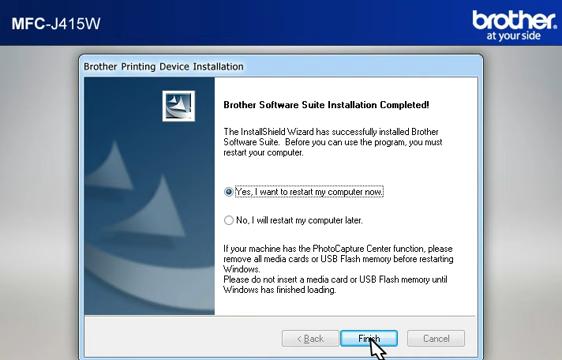 MFC-J415W
brother
at your side
Brother Printing Device Installation
Brother Software Suite Installation Completed!
The InstallShield Wizard has successfully installed Brother
Software Suite. Before you can use the program, you must
restart your computer.
Yes, I want to restart my computer now.
No, I will restart my computer later.
If your machine has the PhotoCapture Center function, please
remove all media cards or USB Flash memory before restarting
Windows.
Please do not insert a media card or USB Flash memory until
Windows has finished loading.
< Back
Finish
Cancel